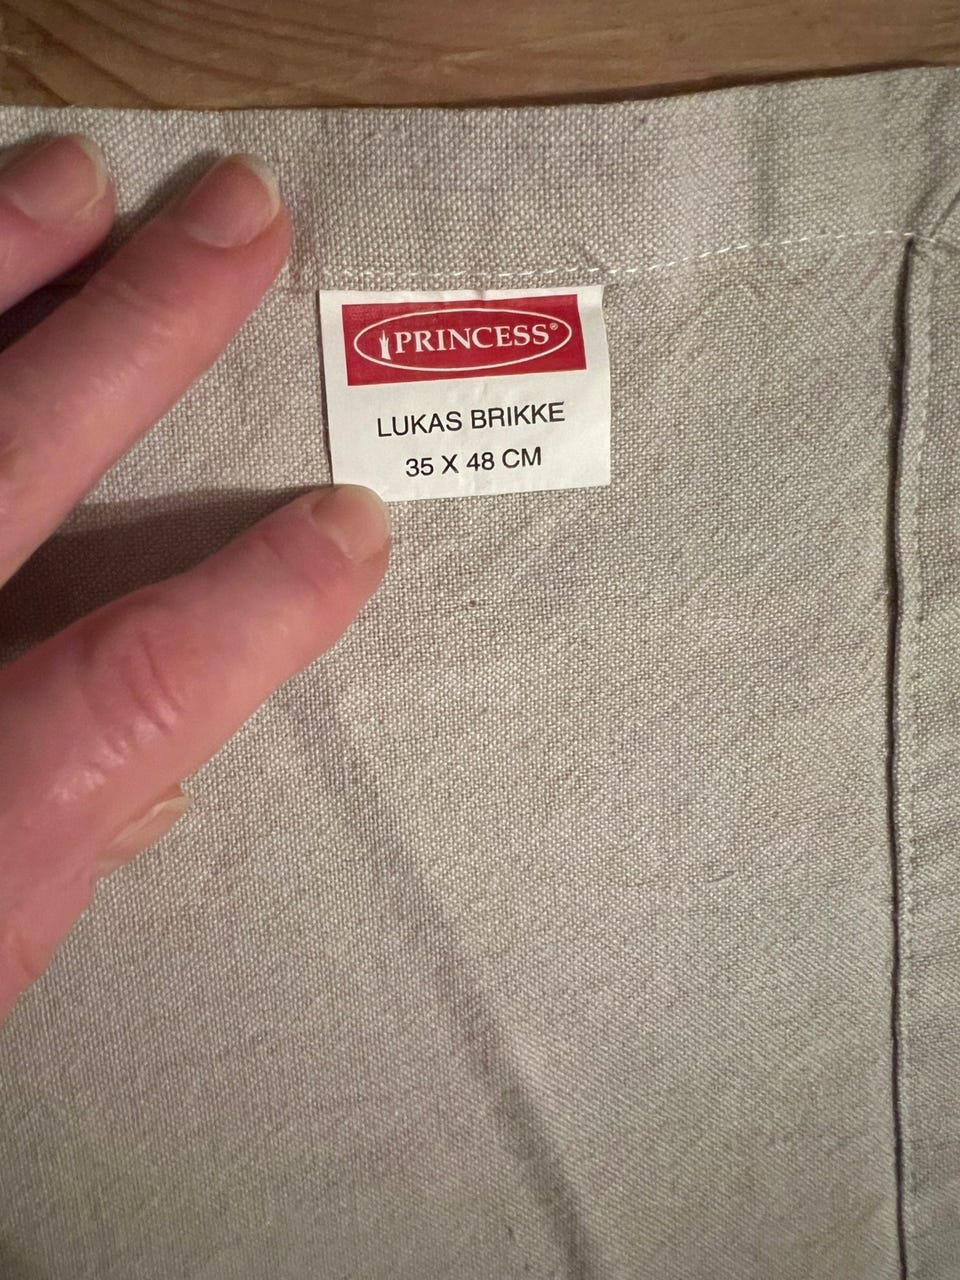 PRINCESS®
LUKAS BRIKKE
35 X 48 CM